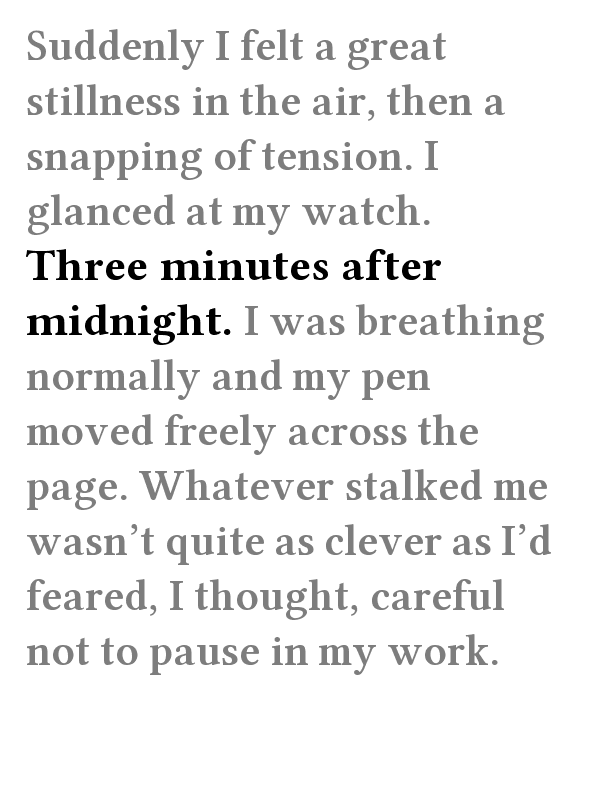 Suddenly I felt a great
stillness in the air, then a
snapping of tension. I
glanced at my watch.
Three minutes after
midnight. I was breathing
normally and my pen
moved freely across the
page. Whatever stalked me
wasn’t quite as clever as I’d
feared, I thought, careful
not to pause in my work.